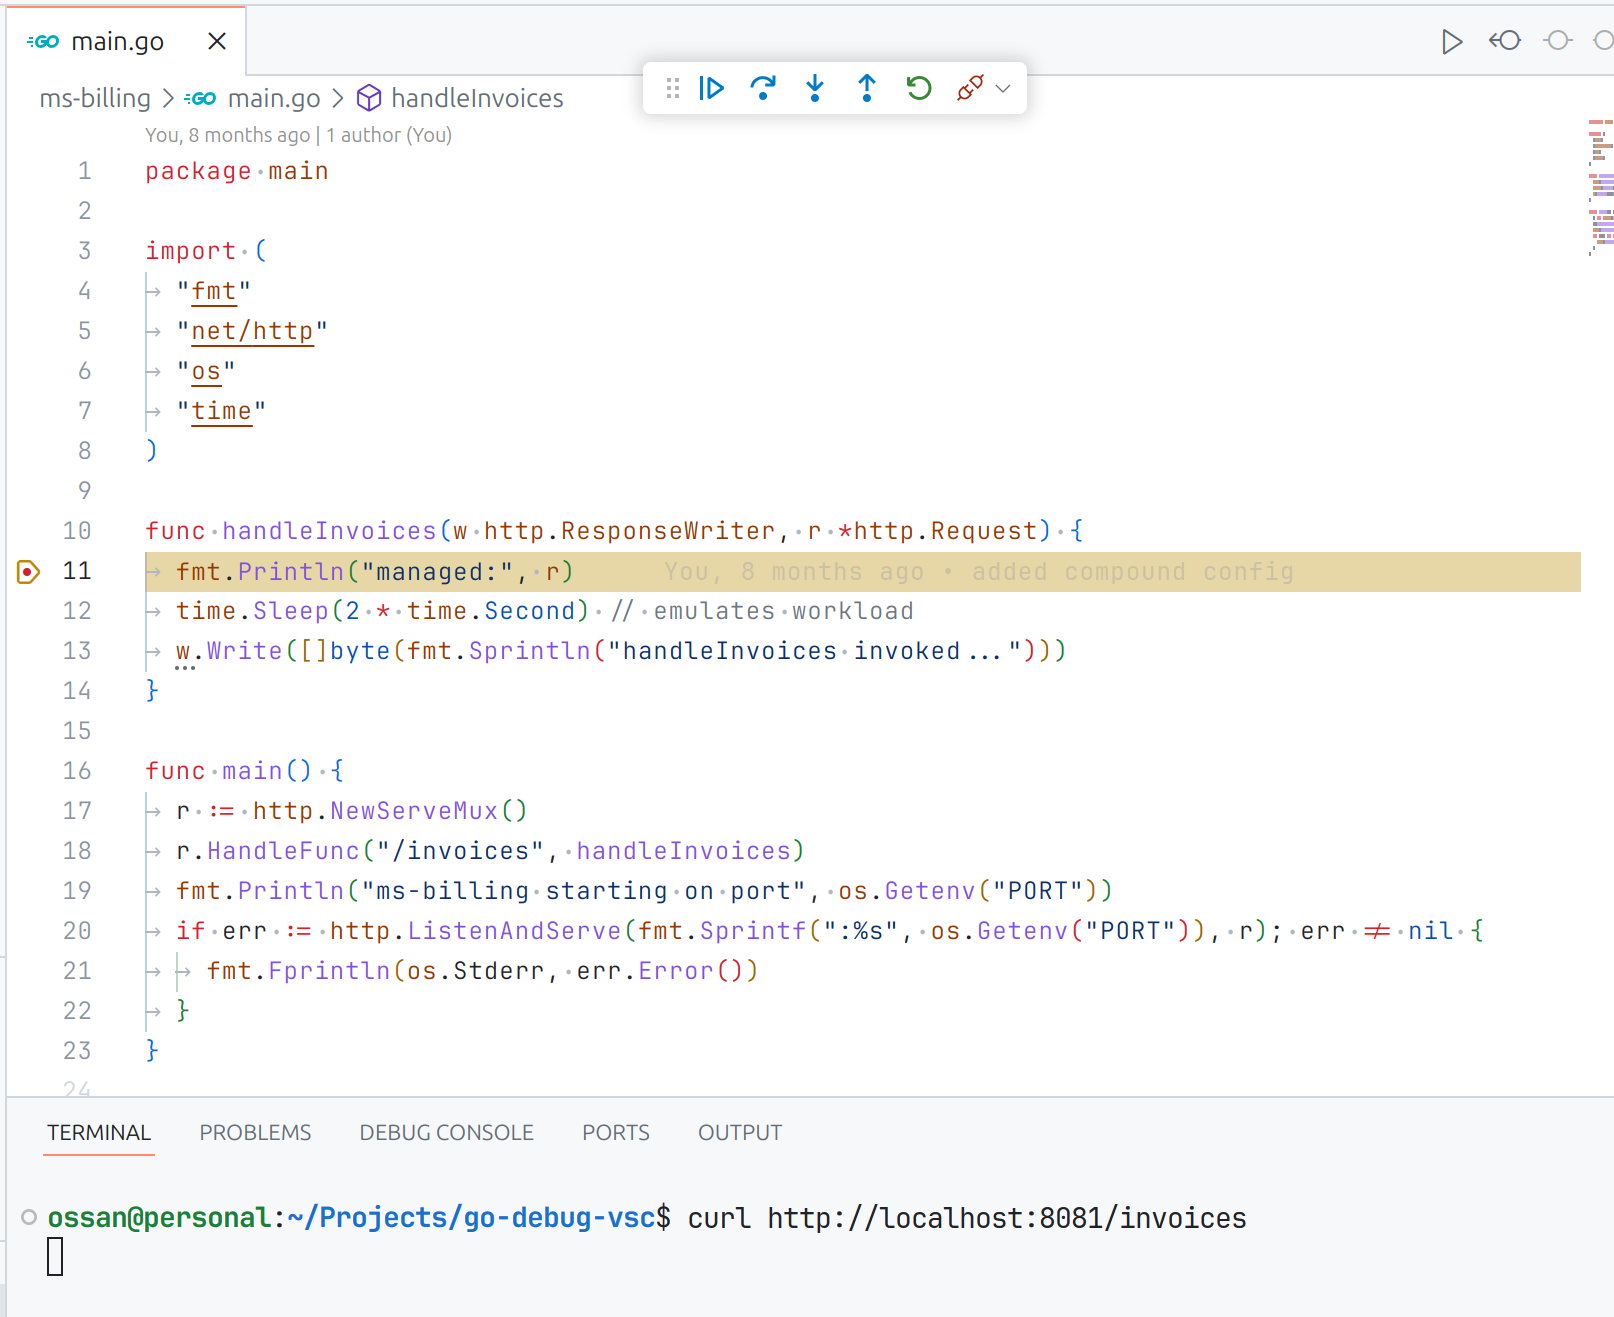 GO main.go
ms-billing > GO main.go > handleInvoices
You, 8 months ago | 1 author (You)
1 package main
2
3 import (
4 "fmt"
5 "net/http"
6 "os"
7 "time"
8 )
9
10 func handleInvoices(w http.ResponseWriter, r *http.Request) {
11 fmt.Println("managed:", r) You, 8 months ago • added compound config
12 time.Sleep(2 * time.Second) // emulates workload
13 w.Write([]byte(fmt.Sprintln("handleInvoices invoked...")))
14 }
15
16 func main() {
17 r := http.NewServeMux()
18 r.HandleFunc("/invoices", handleInvoices)
19 fmt.Println("ms-billing starting on port", os.Getenv("PORT"))
20 if err := http.ListenAndServe(fmt.Sprintf(":%s", os.Getenv("PORT")), r); err != nil {
21 fmt.Fprintln(os.Stderr, err.Error())
22 }
23 }
24
TERMINAL PROBLEMS DEBUG CONSOLE PORTS OUTPUT
ossan@personal:~/Projects/go-debug-vsc$ curl http://localhost:8081/invoices